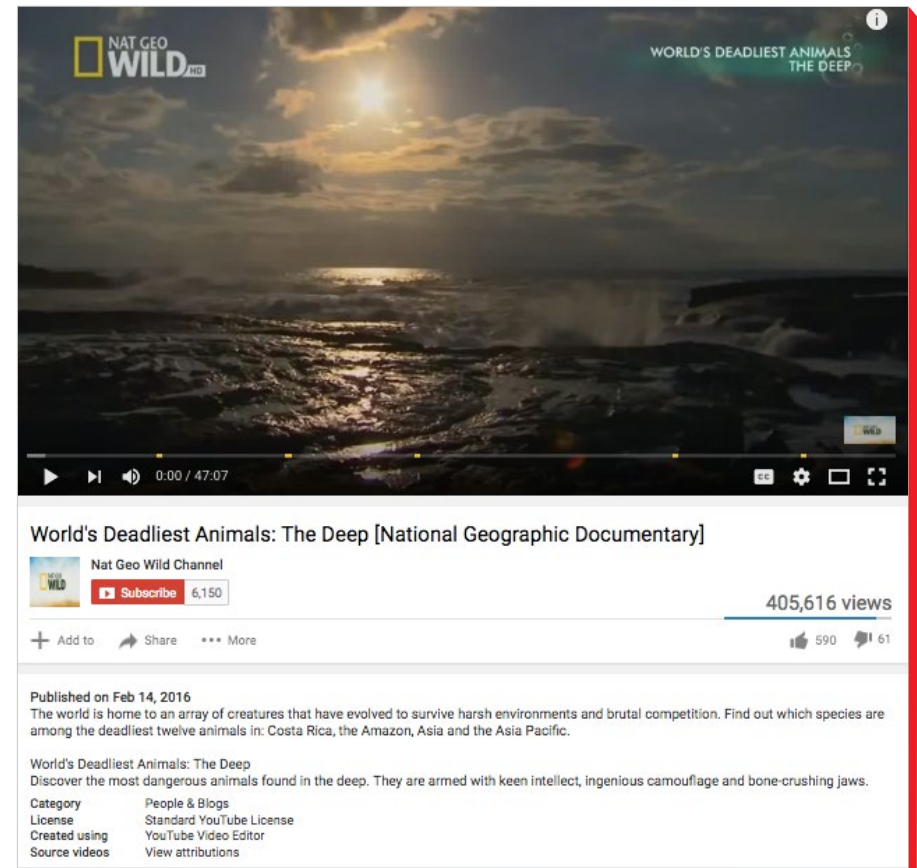 NAT GEO
WILD HD
WORLD'S DEADLIEST ANIMALS
THE DEEP
i
WILD
0:00 / 47:07
CC
World's Deadliest Animals: The Deep [National Geographic Documentary]
NAT GEO
WILD
Nat Geo Wild Channel
Subscribe 6,150
405,616 views
Add to Share More
590 61
Published on Feb 14, 2016
The world is home to an array of creatures that have evolved to survive harsh environments and brutal competition. Find out which species are
among the deadliest twelve animals in: Costa Rica, the Amazon, Asia and the Asia Pacific.
World's Deadliest Animals: The Deep
Discover the most dangerous animals found in the deep. They are armed with keen intellect, ingenious camouflage and bone-crushing jaws.
Category People & Blogs
License Standard YouTube License
Created using YouTube Video Editor
Source videos View attributions